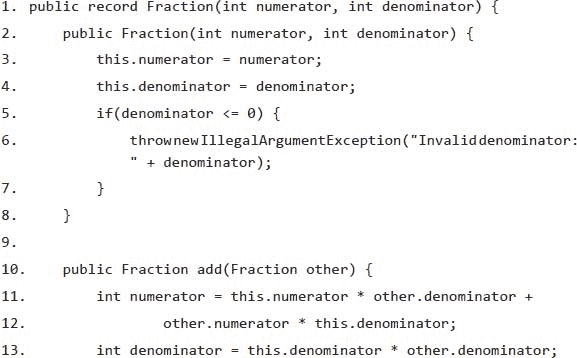 1. public record Fraction(int numerator, int denominator) {
2.     public Fraction(int numerator, int denominator) {
3.         this.numerator = numerator;
4.         this.denominator = denominator;
5.         if(denominator <= 0) {
6.             thrownewIllegalArgumentException("Invaliddenominator:
               " + denominator);
7.         }
8.     }
9.
10.     public Fraction add(Fraction other) {
11.         int numerator = this.numerator * other.denominator +
12.                 other.numerator * this.denominator;
13.         int denominator = this.denominator * other.denominator;